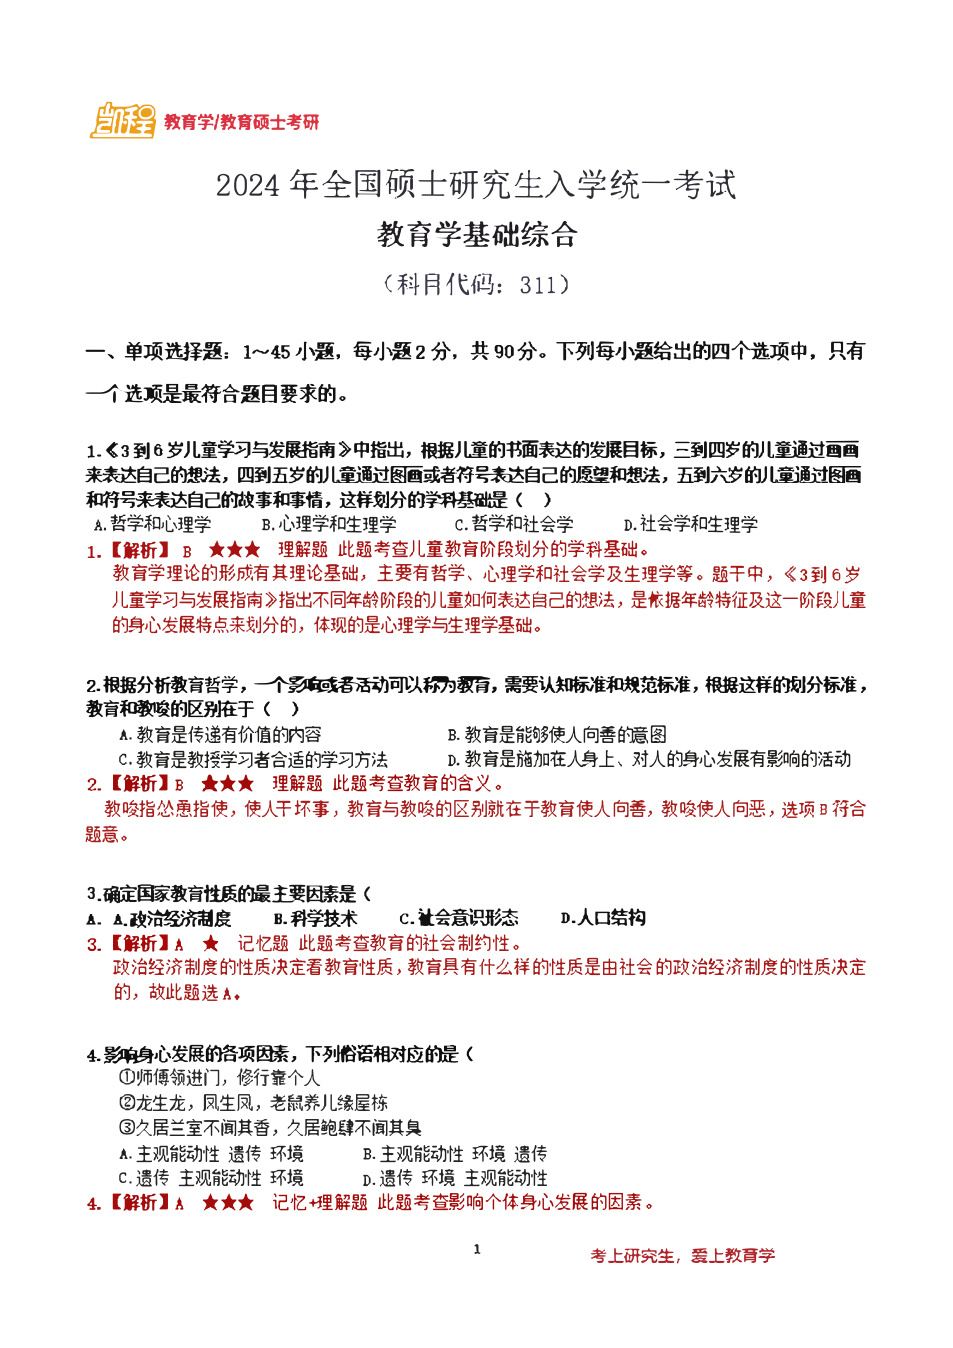 凯程 教育学/教育硕士考研
2024 年全国硕士研究生入学统一考试
教育学基础综合
（科目代码：311）
一、单项选择题：1～45 小题，每小题 2 分，共 90 分。下列每小题给出的四个选项中，只有
一个选项是最符合题目要求的。
1.《3 到 6 岁儿童学习与发展指南》中指出，根据儿童的书面表达的发展目标，三到四岁的儿童通过画画
来表达自己的想法，四到五岁的儿童通过图画或者符号表达自己的愿望和想法，五到六岁的儿童通过图画
和符号来表达自己的故事和事情，这样划分的学科基础是（ ）
A.哲学和心理学 B.心理学和生理学 C.哲学和社会学 D.社会学和生理学
1.【解析】 B ★★★ 理解题 此题考查儿童教育阶段划分的学科基础。
教育学理论的形成有其理论基础，主要有哲学、心理学和社会学及生理学等。题干中，《3 到 6 岁
儿童学习与发展指南》指出不同年龄阶段的儿童如何表达自己的想法，是依据年龄特征及这一阶段儿童
的身心发展特点来划分的，体现的是心理学与生理学基础。
2.根据分析教育哲学，一个影响或者活动可以称为教育，需要认知标准和规范标准，根据这样的划分标准，
教育和教唆的区别在于（ ）
A.教育是传递有价值的内容 B.教育是能够使人向善的意图
C.教育是教授学习者合适的学习方法 D.教育是施加在人身上、对人的身心发展有影响的活动
2.【解析】B ★★★ 理解题 此题考查教育的含义。
教唆指怂恿指使，使人干坏事，教育与教唆的区别就在于教育使人向善，教唆使人向恶，选项 B 符合
题意。
3.确定国家教育性质的最主要因素是（
A. A.政治经济制度 B.科学技术 C.社会意识形态 D.人口结构
3.【解析】A ★ 记忆题 此题考查教育的社会制约性。
政治经济制度的性质决定着教育性质，教育具有什么样的性质是由社会的政治经济制度的性质决定
的，故此题选 A。
4.影响身心发展的各项因素，下列俗语相对应的是（
①师傅领进门，修行靠个人
②龙生龙，凤生凤，老鼠养儿缘屋栋
③久居兰室不闻其香，久居鲍肆不闻其臭
A.主观能动性 遗传 环境 B.主观能动性 环境 遗传
C.遗传 主观能动性 环境 D.遗传 环境 主观能动性
4.【解析】A ★★★ 记忆+理解题 此题考查影响个体身心发展的因素。
1
考上研究生，爱上教育学